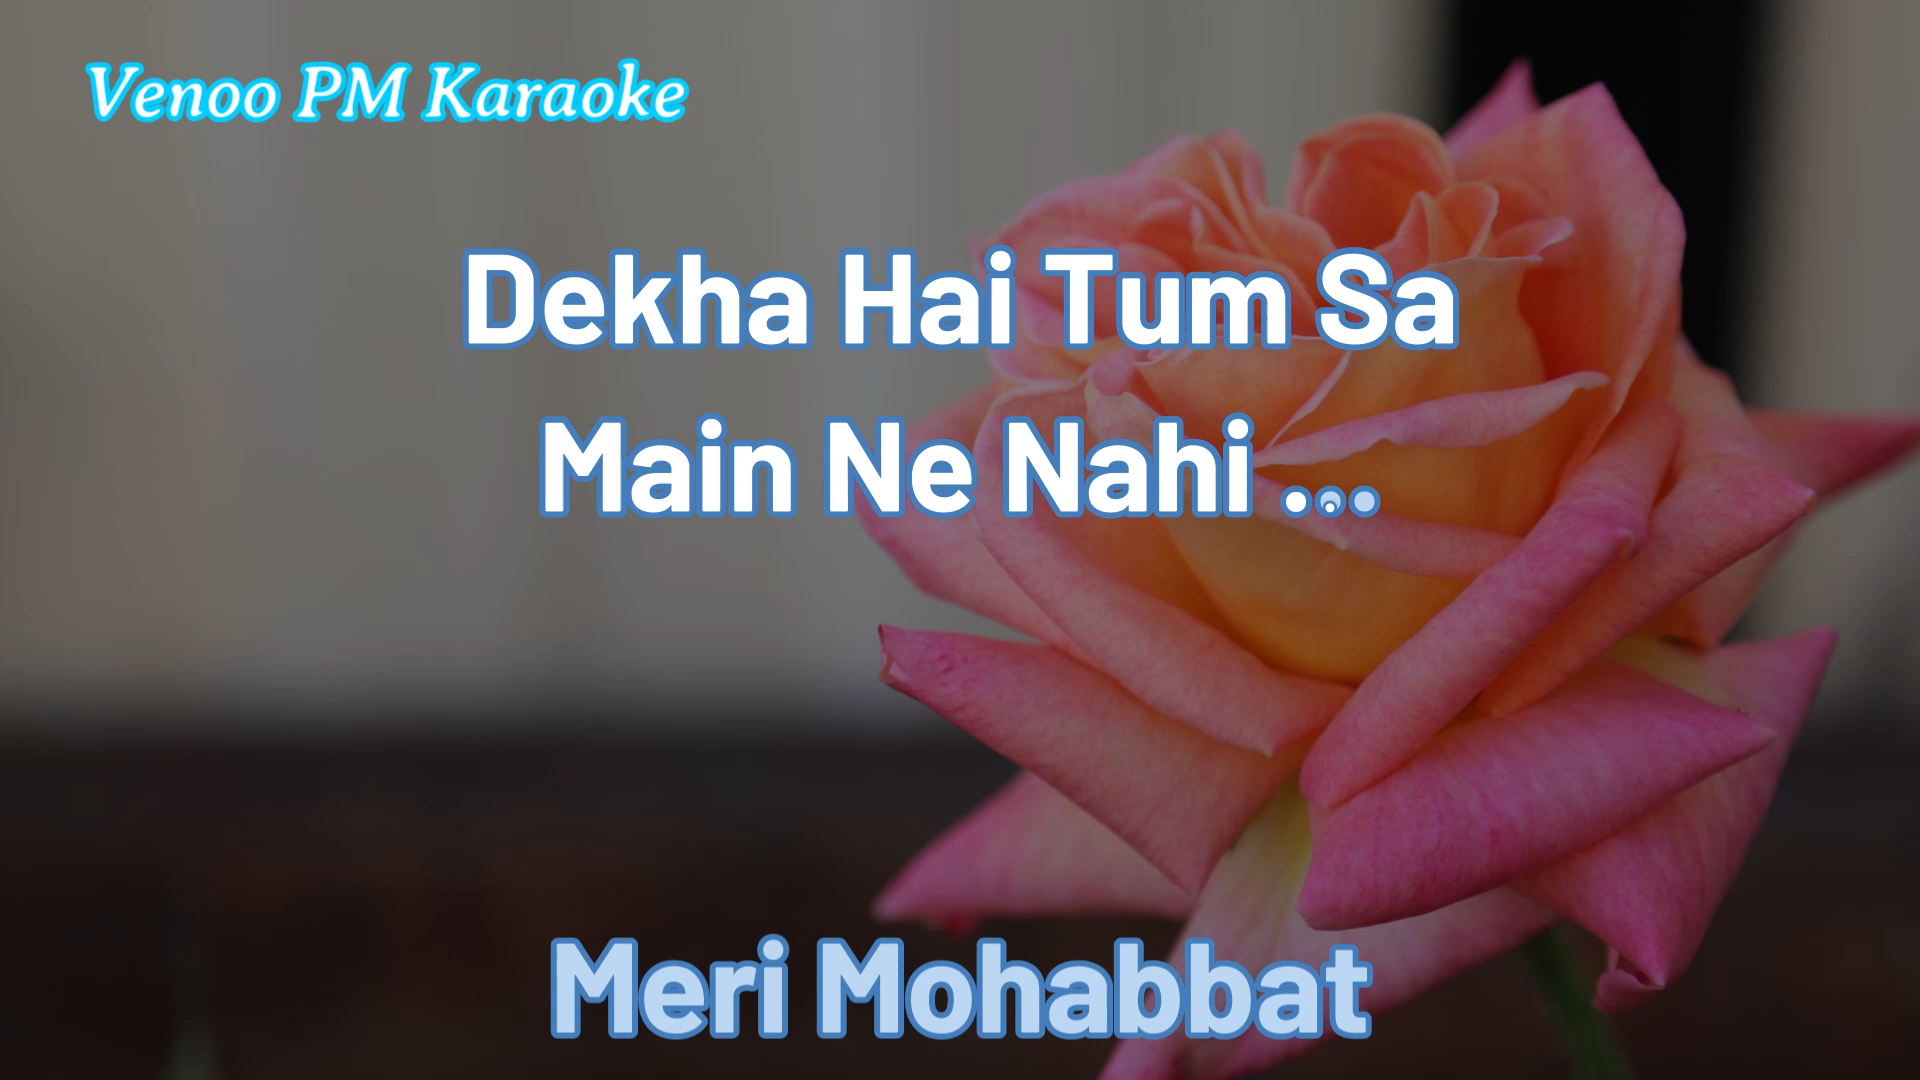 Venoo PM Karaoke
Dekha Hai Tum Sa
Main Ne Nahi ...
Meri Mohabbat